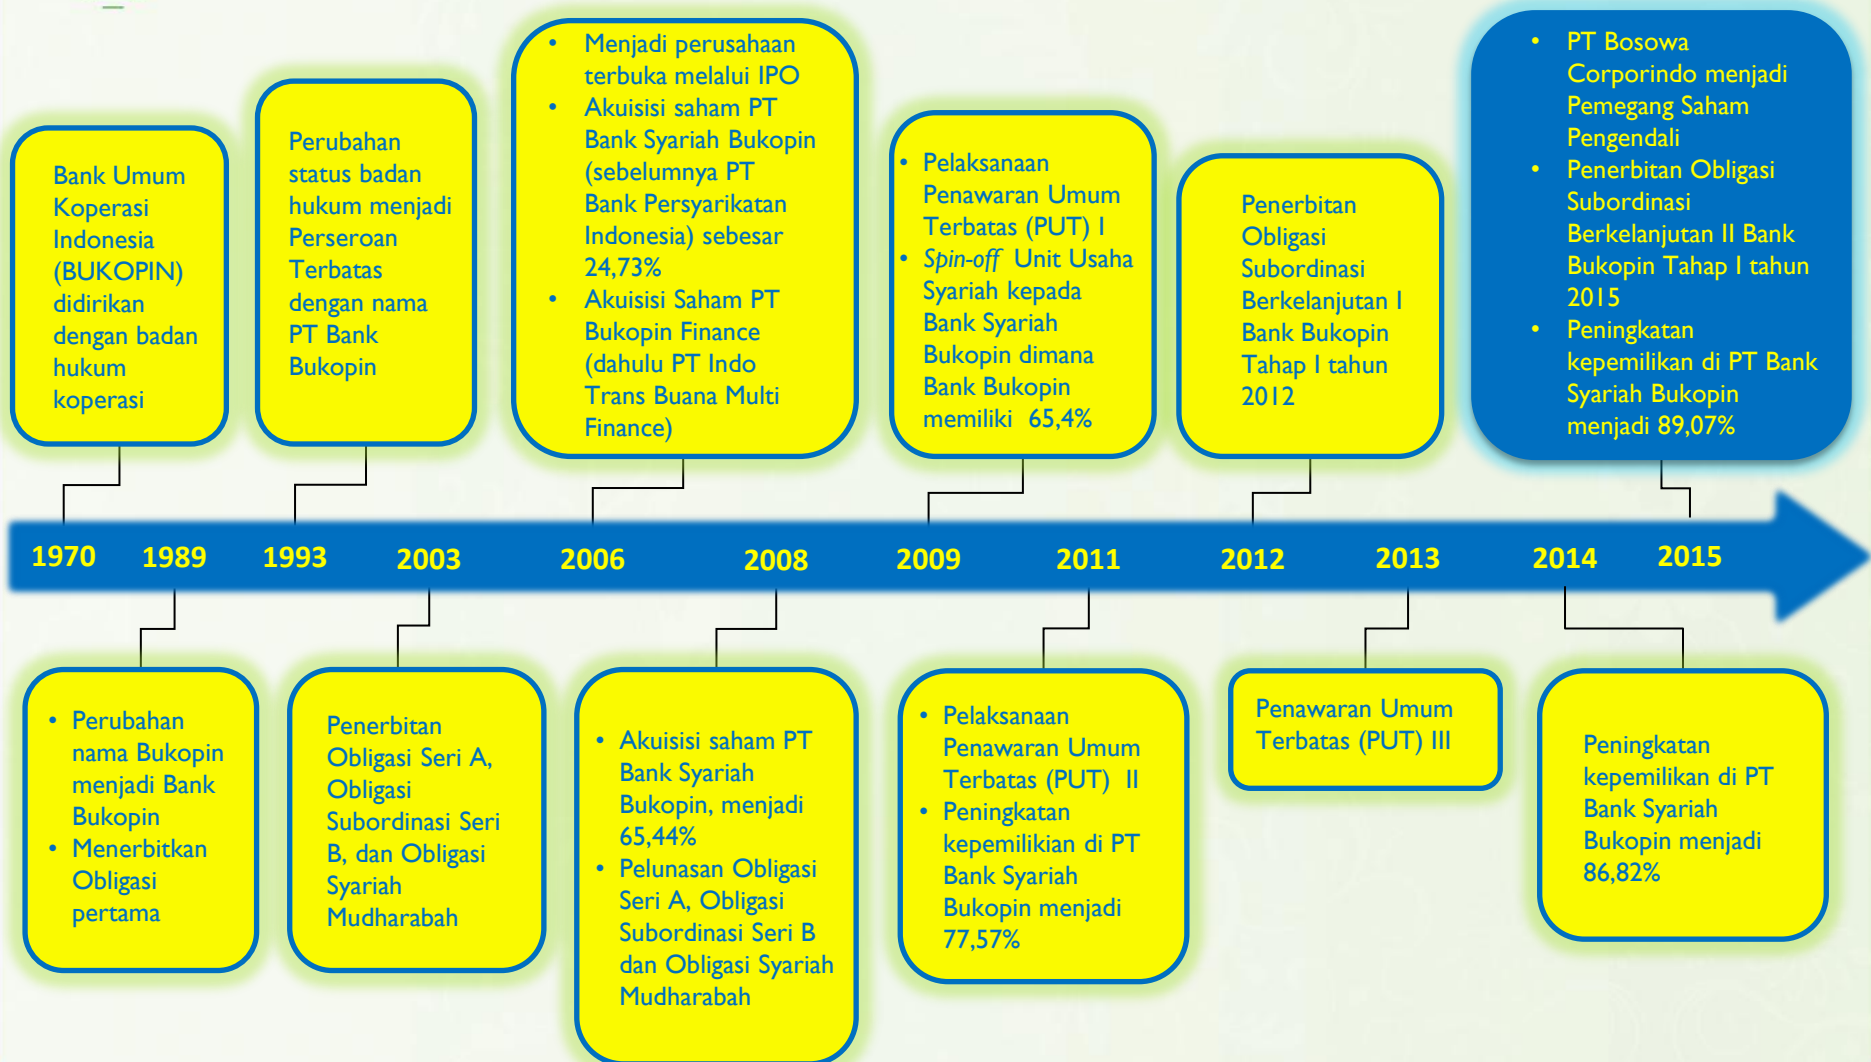 Bank Umum
Koperasi
Indonesia
(BUKOPIN)
didirikan
dengan badan
hukum
koperasi
Perubahan
status badan
hukum menjadi
Perseroan
Terbatas
dengan nama
PT Bank
Bukopin
• Menjadi perusahaan
terbuka melalui IPO
• Akuisisi saham PT
Bank Syariah Bukopin
(sebelumnya PT
Bank Persyarikatan
Indonesia) sebesar
24,73%
• Akuisisi Saham PT
Bukopin Finance
(dahulu PT Indo
Trans Buana Multi
Finance)
• Pelaksanaan
Penawaran Umum
Terbatas (PUT) I
• Spin-off Unit Usaha
Syariah kepada
Bank Syariah
Bukopin dimana
Bank Bukopin
memiliki 65,4%
Penerbitan
Obligasi
Subordinasi
Berkelanjutan I
Bank Bukopin
Tahap I tahun
2012
• PT Bosowa
Corporindo menjadi
Pemegang Saham
Pengendali
• Penerbitan Obligasi
Subordinasi
Berkelanjutan II Bank
Bukopin Tahap I tahun
2015
• Peningkatan
kepemilikan di PT Bank
Syariah Bukopin
menjadi 89,07%
1970 1989 1993 2003 2006 2008 2009 2011 2012 2013 2014 2015
• Perubahan
nama Bukopin
menjadi Bank
Bukopin
• Menerbitkan
Obligasi
pertama
Penerbitan
Obligasi Seri A,
Obligasi
Subordinasi Seri
B, dan Obligasi
Syariah
Mudharabah
• Akuisisi saham PT
Bank Syariah
Bukopin, menjadi
65,44%
• Pelunasan Obligasi
Seri A, Obligasi
Subordinasi Seri B
dan Obligasi Syariah
Mudharabah
• Pelaksanaan
Penawaran Umum
Terbatas (PUT) II
• Peningkatan
kepemilikian di PT
Bank Syariah
Bukopin menjadi
77,57%
Penawaran Umum
Terbatas (PUT) III
Peningkatan
kepemilikan di PT
Bank Syariah
Bukopin menjadi
86,82%